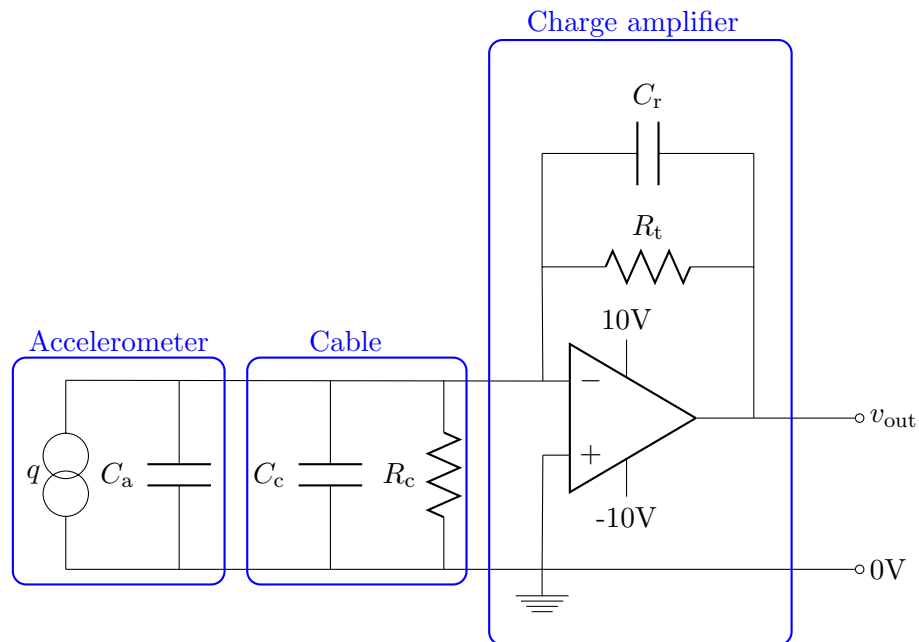 Charge amplifier
C_r
R_t
Accelerometer
Cable
10V
−
v_out
q
C_a
C_c
R_c
+
-10V
0V